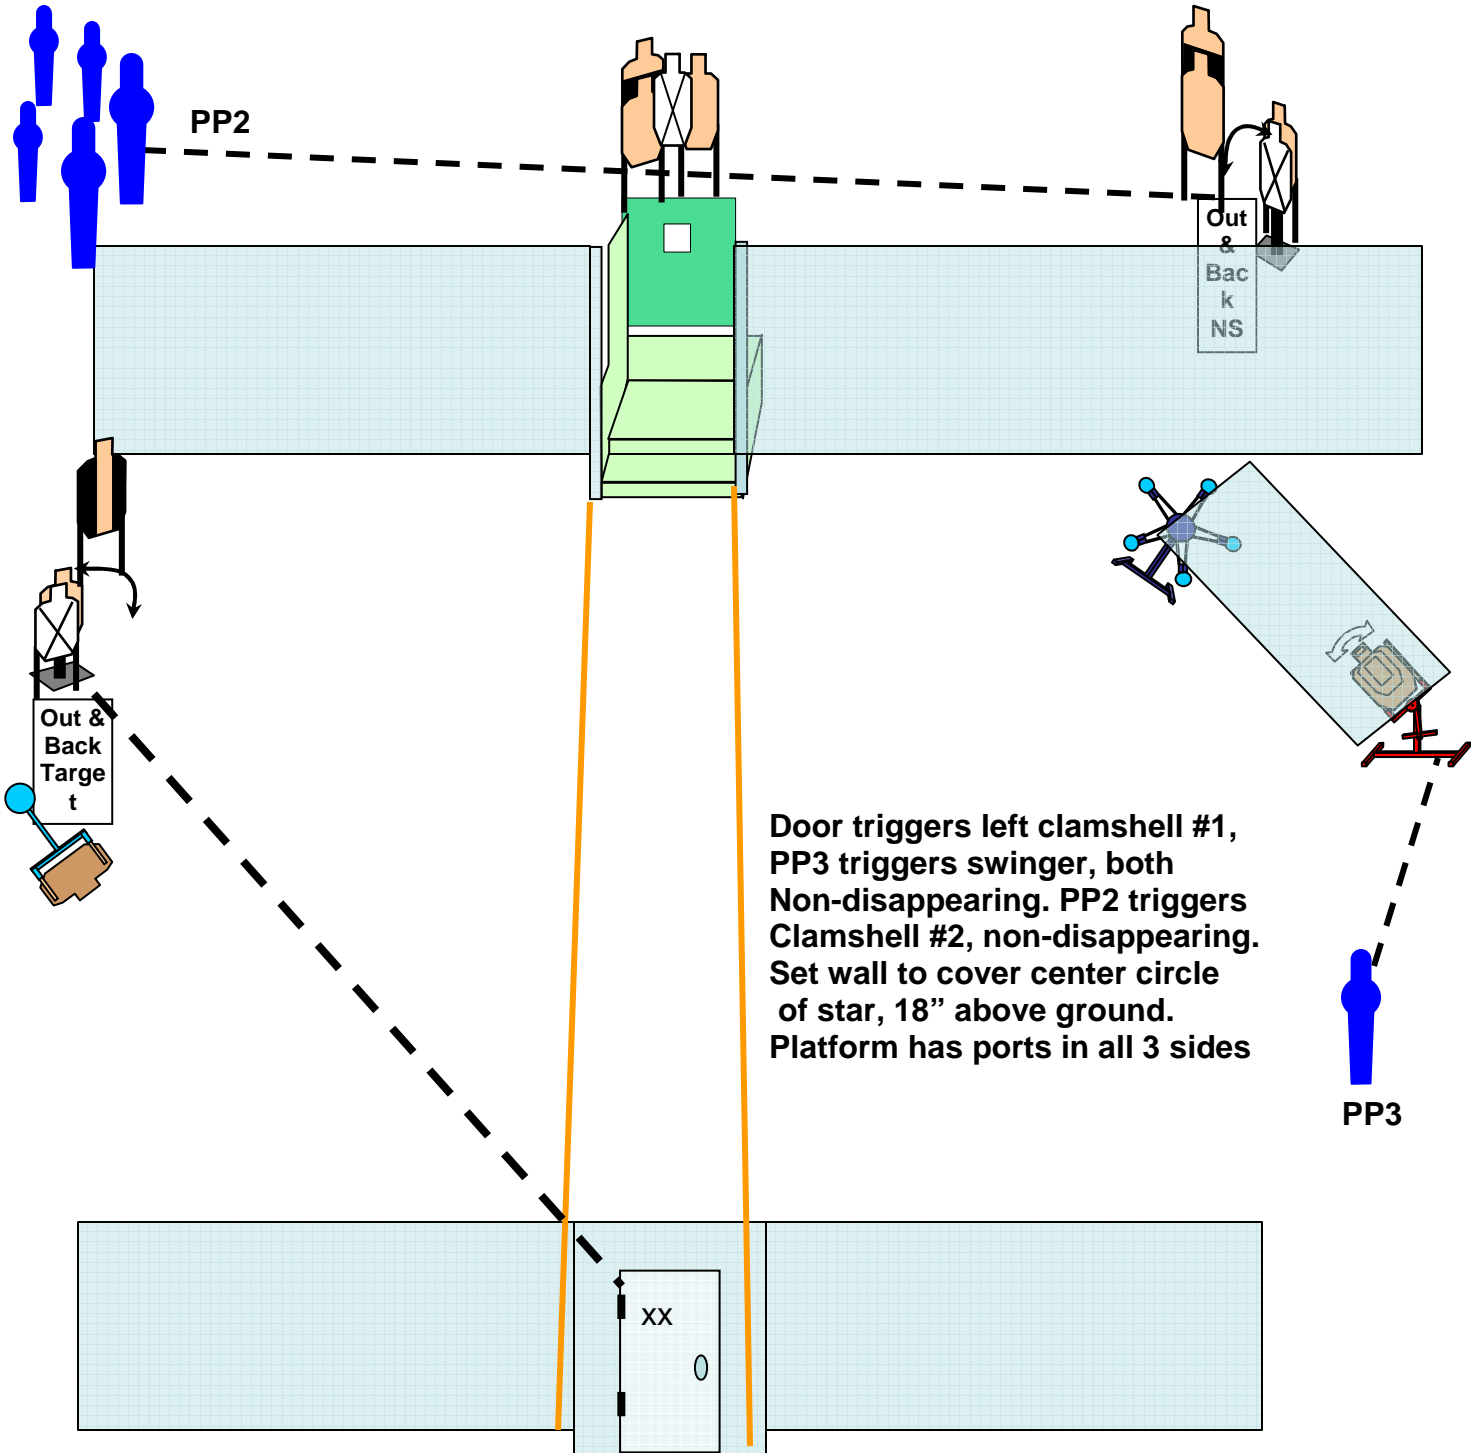 PP2
Out
&
Bac
k
NS
Out &
Back
Targe
t
Door triggers left clamshell #1,
PP3 triggers swinger, both
Non-disappearing. PP2 triggers
Clamshell #2, non-disappearing.
Set wall to cover center circle
of star, 18” above ground.
Platform has ports in all 3 sides
PP3
XX